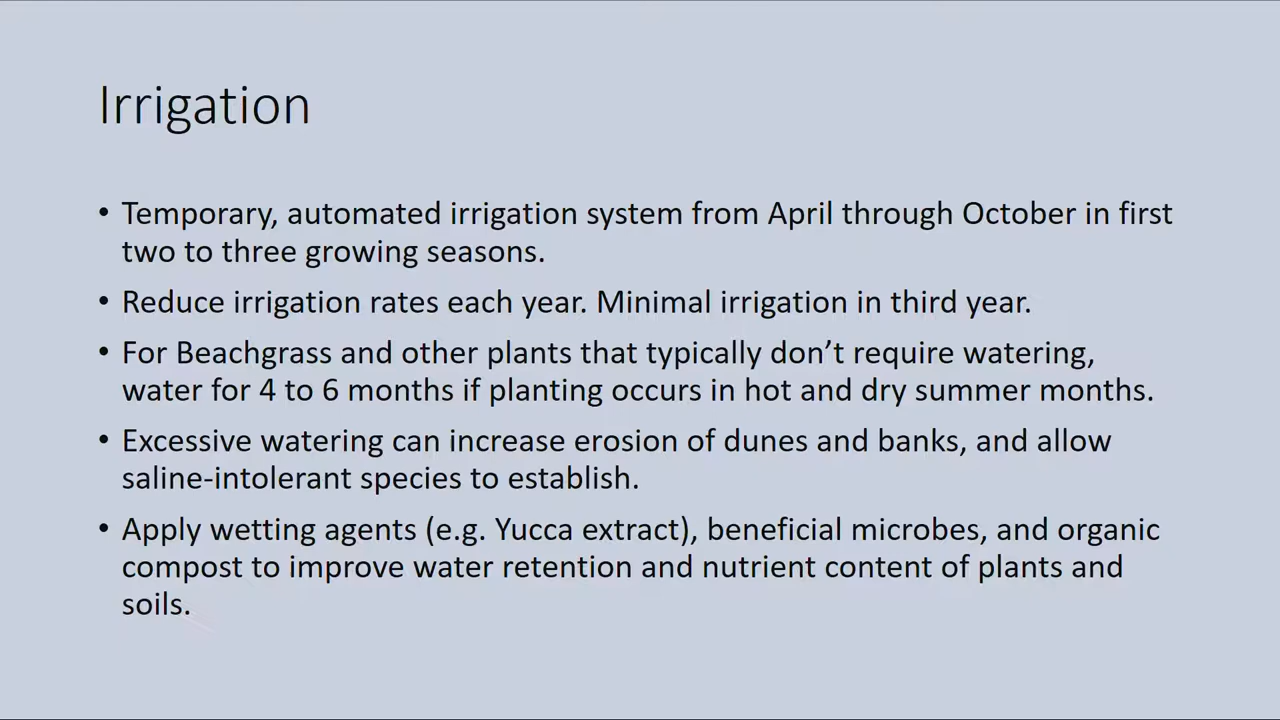 Irrigation
• Temporary, automated irrigation system from April through October in first
two to three growing seasons.
• Reduce irrigation rates each year. Minimal irrigation in third year.
• For Beachgrass and other plants that typically don’t require watering,
water for 4 to 6 months if planting occurs in hot and dry summer months.
• Excessive watering can increase erosion of dunes and banks, and allow
saline-intolerant species to establish.
• Apply wetting agents (e.g. Yucca extract), beneficial microbes, and organic
compost to improve water retention and nutrient content of plants and
soils.